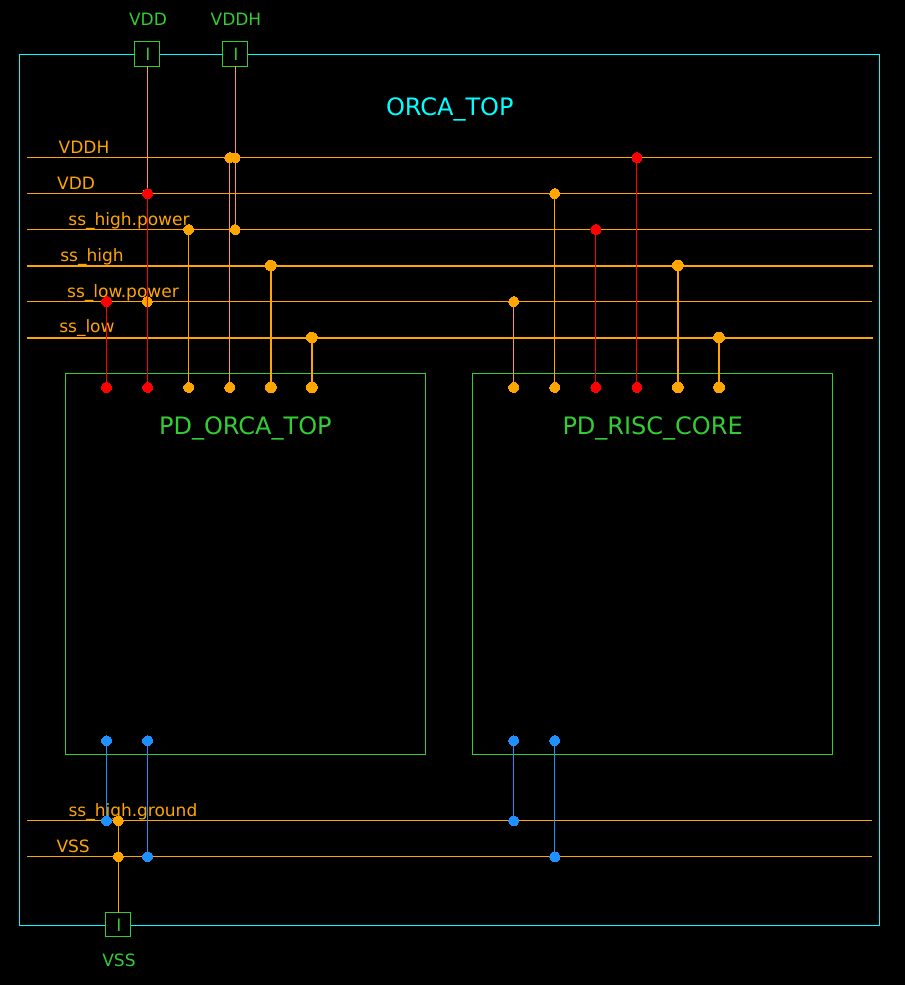 VDD
VDDH
I
I
ORCA_TOP
VDDH
VDD
ss_high.power
ss_high
ss_low.power
ss_low
PD_ORCA_TOP
PD_RISC_CORE
ss_high.ground
VSS
I
VSS